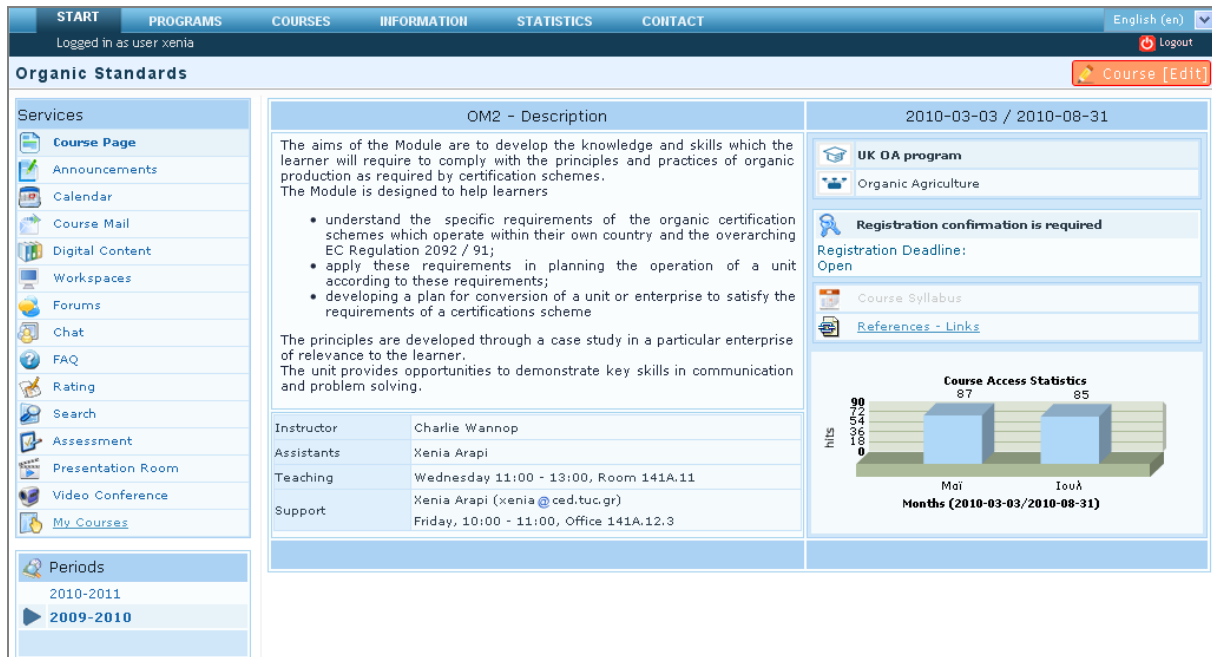 START PROGRAMS COURSES INFORMATION STATISTICS CONTACT English (en)
Logged in as user xenia Logout
Organic Standards Course [Edit]
Services
Course Page
Announcements
Calendar
Course Mail
Digital Content
Workspaces
Forums
Chat
FAQ
Rating
Search
Assessment
Presentation Room
Video Conference
My Courses
Periods
2010-2011
2009-2010
OM2 - Description
The aims of the Module are to develop the knowledge and skills which the
learner will require to comply with the principles and practices of organic
production as required by certification schemes.
The Module is designed to help learners
• understand the specific requirements of the organic certification
schemes which operate within their own country and the overarching
EC Regulation 2092 / 91;
• apply these requirements in planning the operation of a unit
according to these requirements;
• developing a plan for conversion of a unit or enterprise to satisfy the
requirements of a certifications scheme
The principles are developed through a case study in a particular enterprise
of relevance to the learner.
The unit provides opportunities to demonstrate key skills in communication
and problem solving.
Instructor Charlie Wannop
Assistants Xenia Arapi
Teaching Wednesday 11:00 - 13:00, Room 141A.11
Support Xenia Arapi (xenia@ced.tuc.gr)
Friday, 10:00 - 11:00, Office 141A.12.3
2010-03-03 / 2010-08-31
UK OA program
Organic Agriculture
Registration confirmation is required
Registration Deadline:
Open
Course Syllabus
References - Links
Course Access Statistics
87 85
90
72
54
36
18
0
hits
Μαϊ Ιουλ
Months (2010-03-03/2010-08-31)